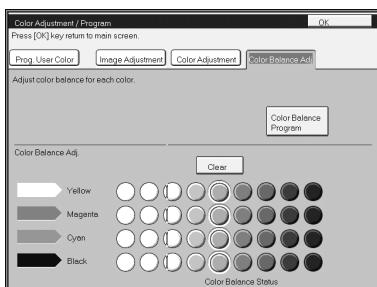 Color Adjustment / Program
OK
Press [OK] key return to main screen.
Prog. User Color
Image Adjustment
Color Adjustment
Color Balance Adj.
Adjust color balance for each color.
Color Balance
Program
Color Balance Adj.
Clear
Yellow
Magenta
Cyan
Black
Color Balance Status